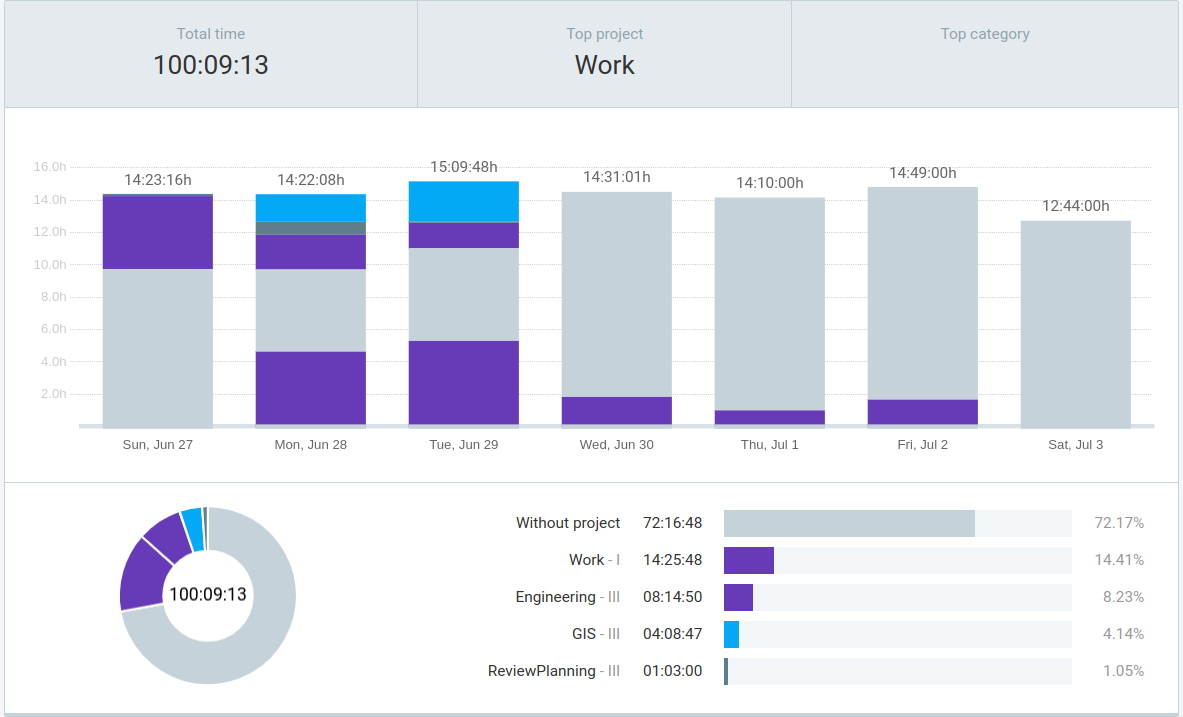 Total time
100:09:13
Top project
Work
Top category
16.0h
14.0h
12.0h
10.0h
8.0h
6.0h
4.0h
2.0h
14:23:16h
14:22:08h
15:09:48h
14:31:01h
14:10:00h
14:49:00h
12:44:00h
Sun, Jun 27
Mon, Jun 28
Tue, Jun 29
Wed, Jun 30
Thu, Jul 1
Fri, Jul 2
Sat, Jul 3
100:09:13
Without project 72:16:48 72.17%
Work - I 14:25:48 14.41%
Engineering - III 08:14:50 8.23%
GIS - III 04:08:47 4.14%
ReviewPlanning - III 01:03:00 1.05%